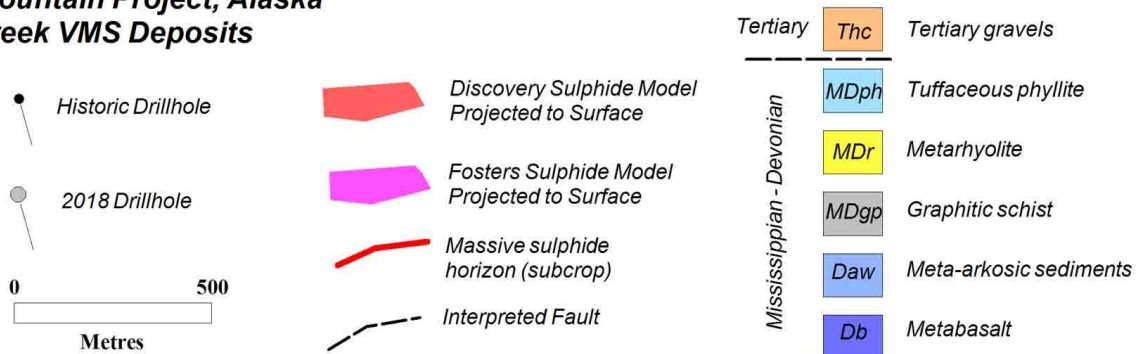 Project, Alaska
VMS Deposits
Historic Drillhole
2018 Drillhole
0 500
Metres
Discovery Sulphide Model
Projected to Surface
Fosters Sulphide Model
Projected to Surface
Massive sulphide
horizon (subcrop)
Interpreted Fault
Tertiary Thc Tertiary gravels
Mississippian - Devonian
MDph Tuffaceous phyllite
MDr Metarhyolite
MDgp Graphitic schist
Daw Meta-arkosic sediments
Db Metabasalt